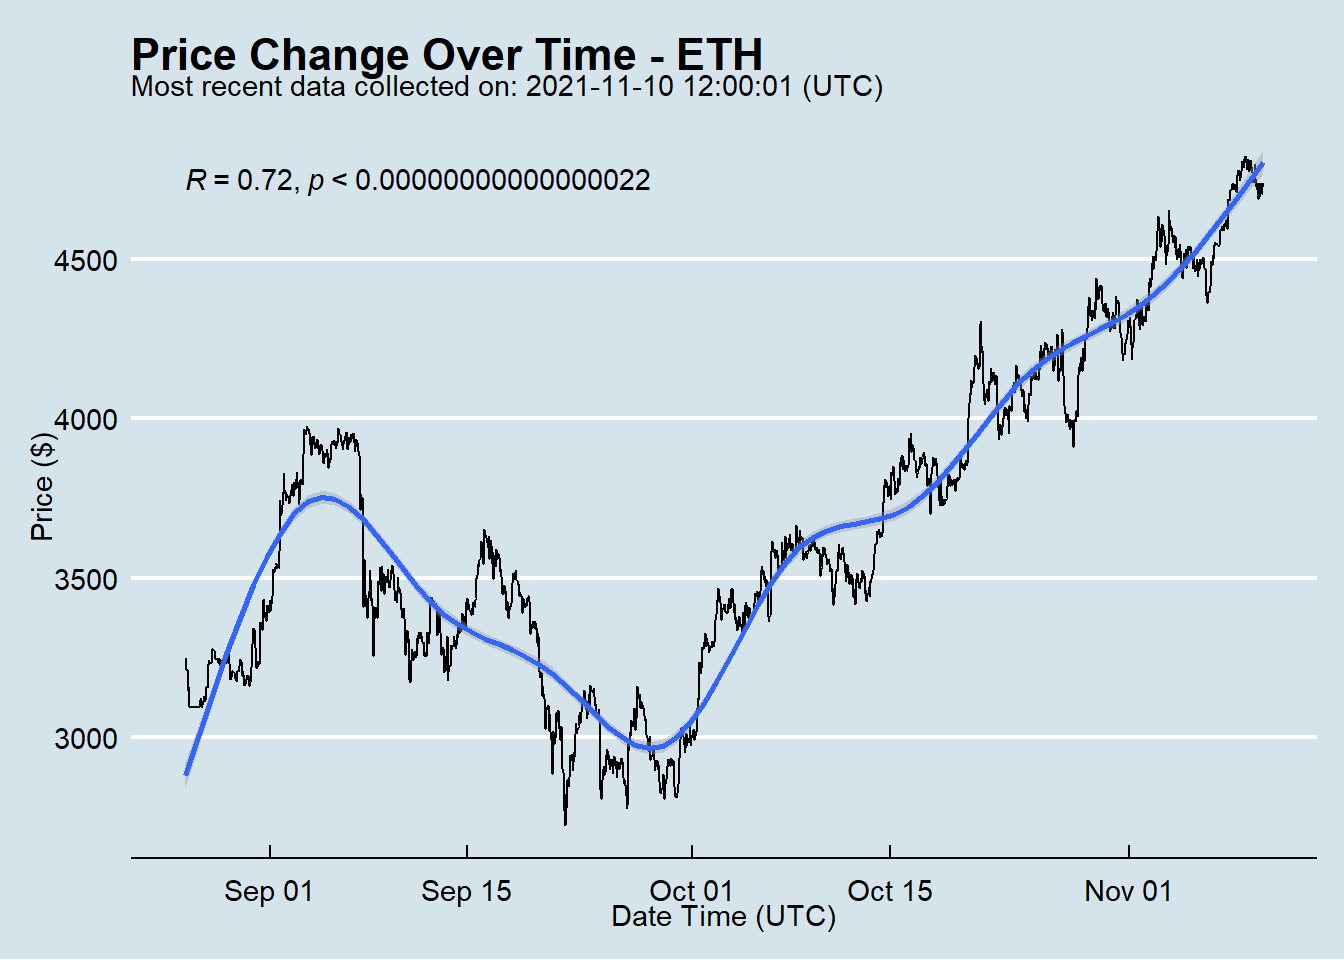 Price Change Over Time - ETH
Most recent data collected on: 2021-11-10 12:00:01 (UTC)
R = 0.72, p < 0.00000000000000022
4500
4000
3500
3000
Price ($)
Sep 01 Sep 15 Oct 01 Oct 15 Nov 01
Date Time (UTC)